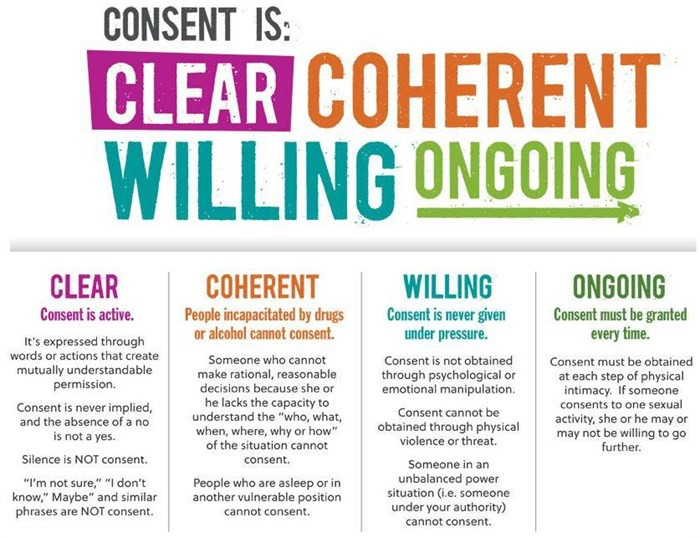 CONSENT IS:
CLEAR COHERENT
WILLING ONGOING
CLEAR
Consent is active.
It's expressed through
words or actions that create
mutually understandable
permission.
Consent is never implied,
and the absence of a no
is not a yes.
Silence is NOT consent.
"I'm not sure," "I don't
know," Maybe" and similar
phrases are NOT consent.
COHERENT
People incapacitated by drugs
or alcohol cannot consent.
Someone who cannot
make rational, reasonable
decisions because she or
he lacks the capacity to
understand the "who, what,
when, where, why or how"
of the situation cannot
consent.
People who are asleep or in
another vulnerable position
cannot consent.
WILLING
Consent is never given
under pressure.
Consent is not obtained
through psychological or
emotional manipulation.
Consent cannot be
obtained through physical
violence or threat.
Someone in an
unbalanced power
situation (i.e. someone
under your authority)
cannot consent.
ONGOING
Consent must be granted
every time.
Consent must be obtained
at each step of physical
intimacy. If someone
consents to one sexual
activity, she or he may or
may not be willing to go
further.